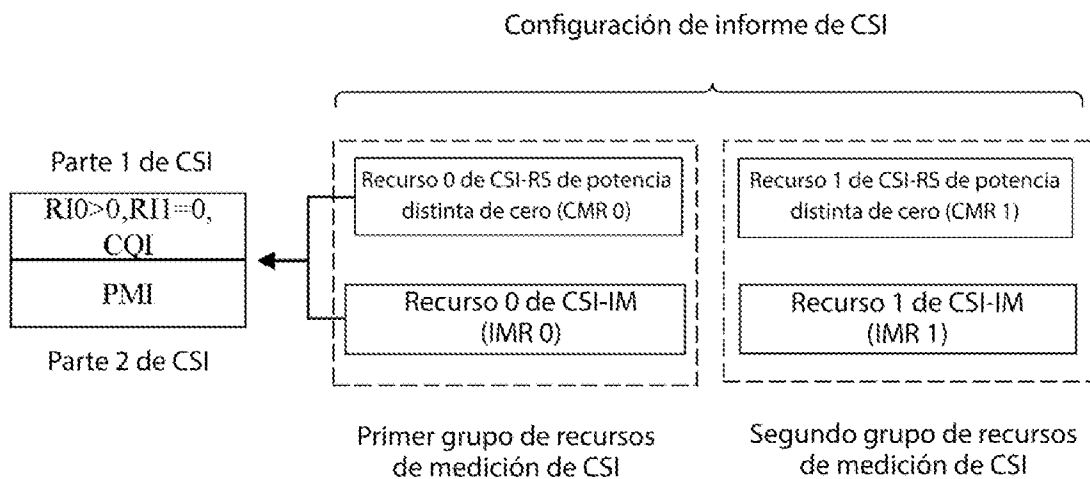 Configuración de informe de CSI
Parte 1 de CSI
RI0>0,RI1=0,
CQI
PMI
Parte 2 de CSI
Recurso 0 de CSI-RS de potencia
distinta de cero (CMR 0)
Recurso 0 de CSI-IM
(IMR 0)
Primer grupo de recursos
de medición de CSI
Recurso 1 de CSI-RS de potencia
distinta de cero (CMR 1)
Recurso 1 de CSI-IM
(IMR 1)
Segundo grupo de recursos
de medición de CSI